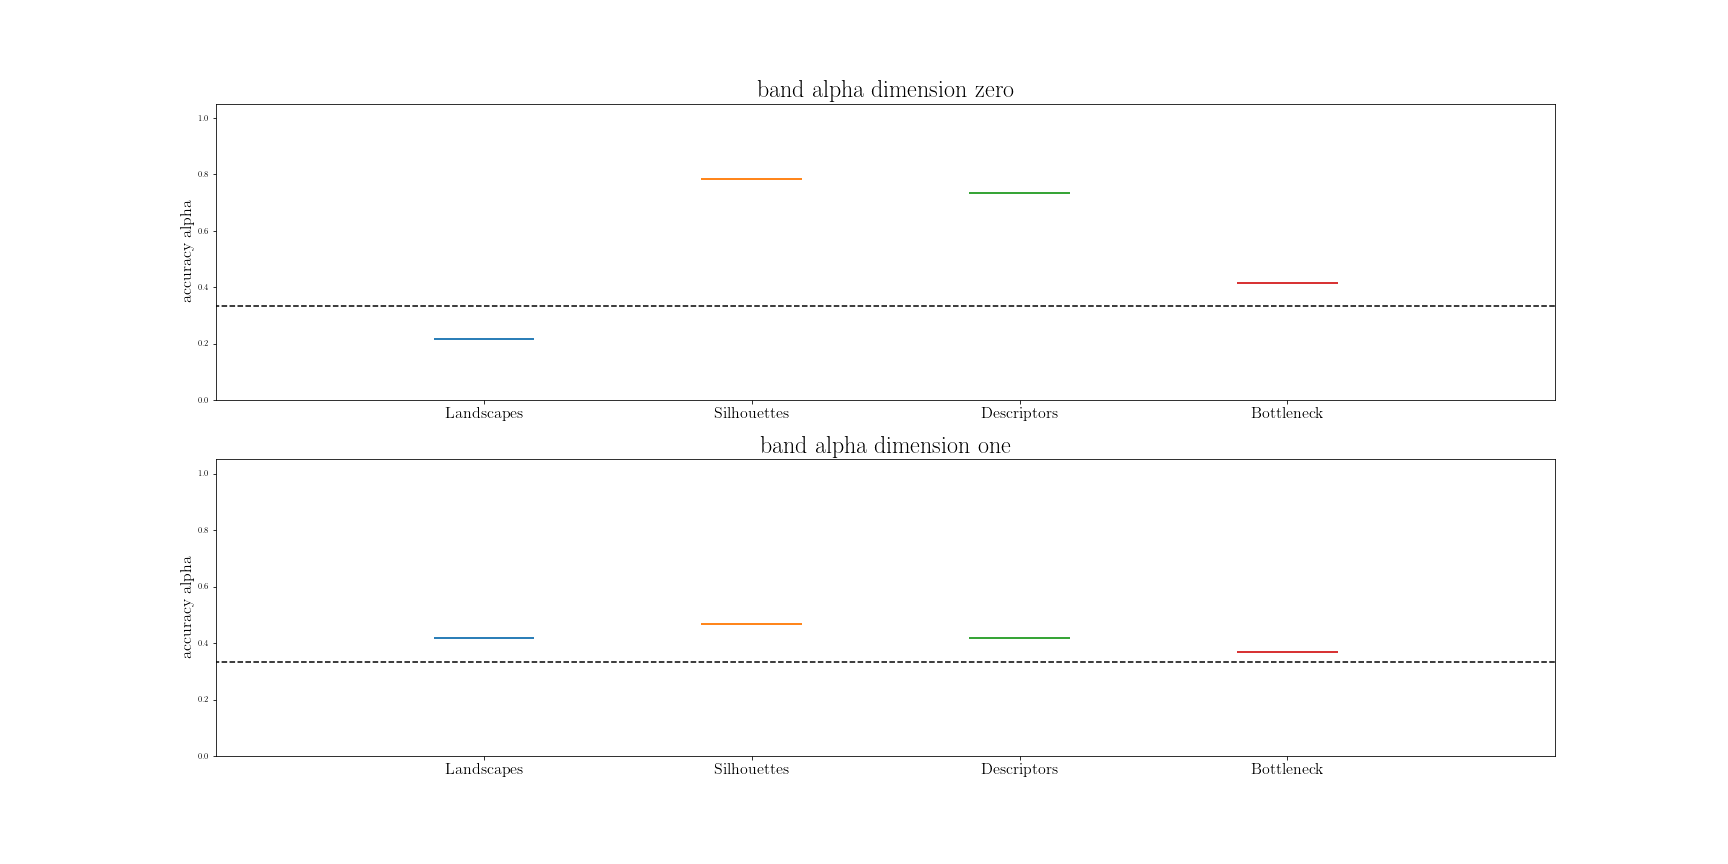 band alpha dimension zero
accuracy alpha
1.0
0.8
0.6
0.4
0.2
0.0
Landscapes Silhouettes Descriptors Bottleneck
band alpha dimension one
accuracy alpha
1.0
0.8
0.6
0.4
0.2
0.0
Landscapes Silhouettes Descriptors Bottleneck